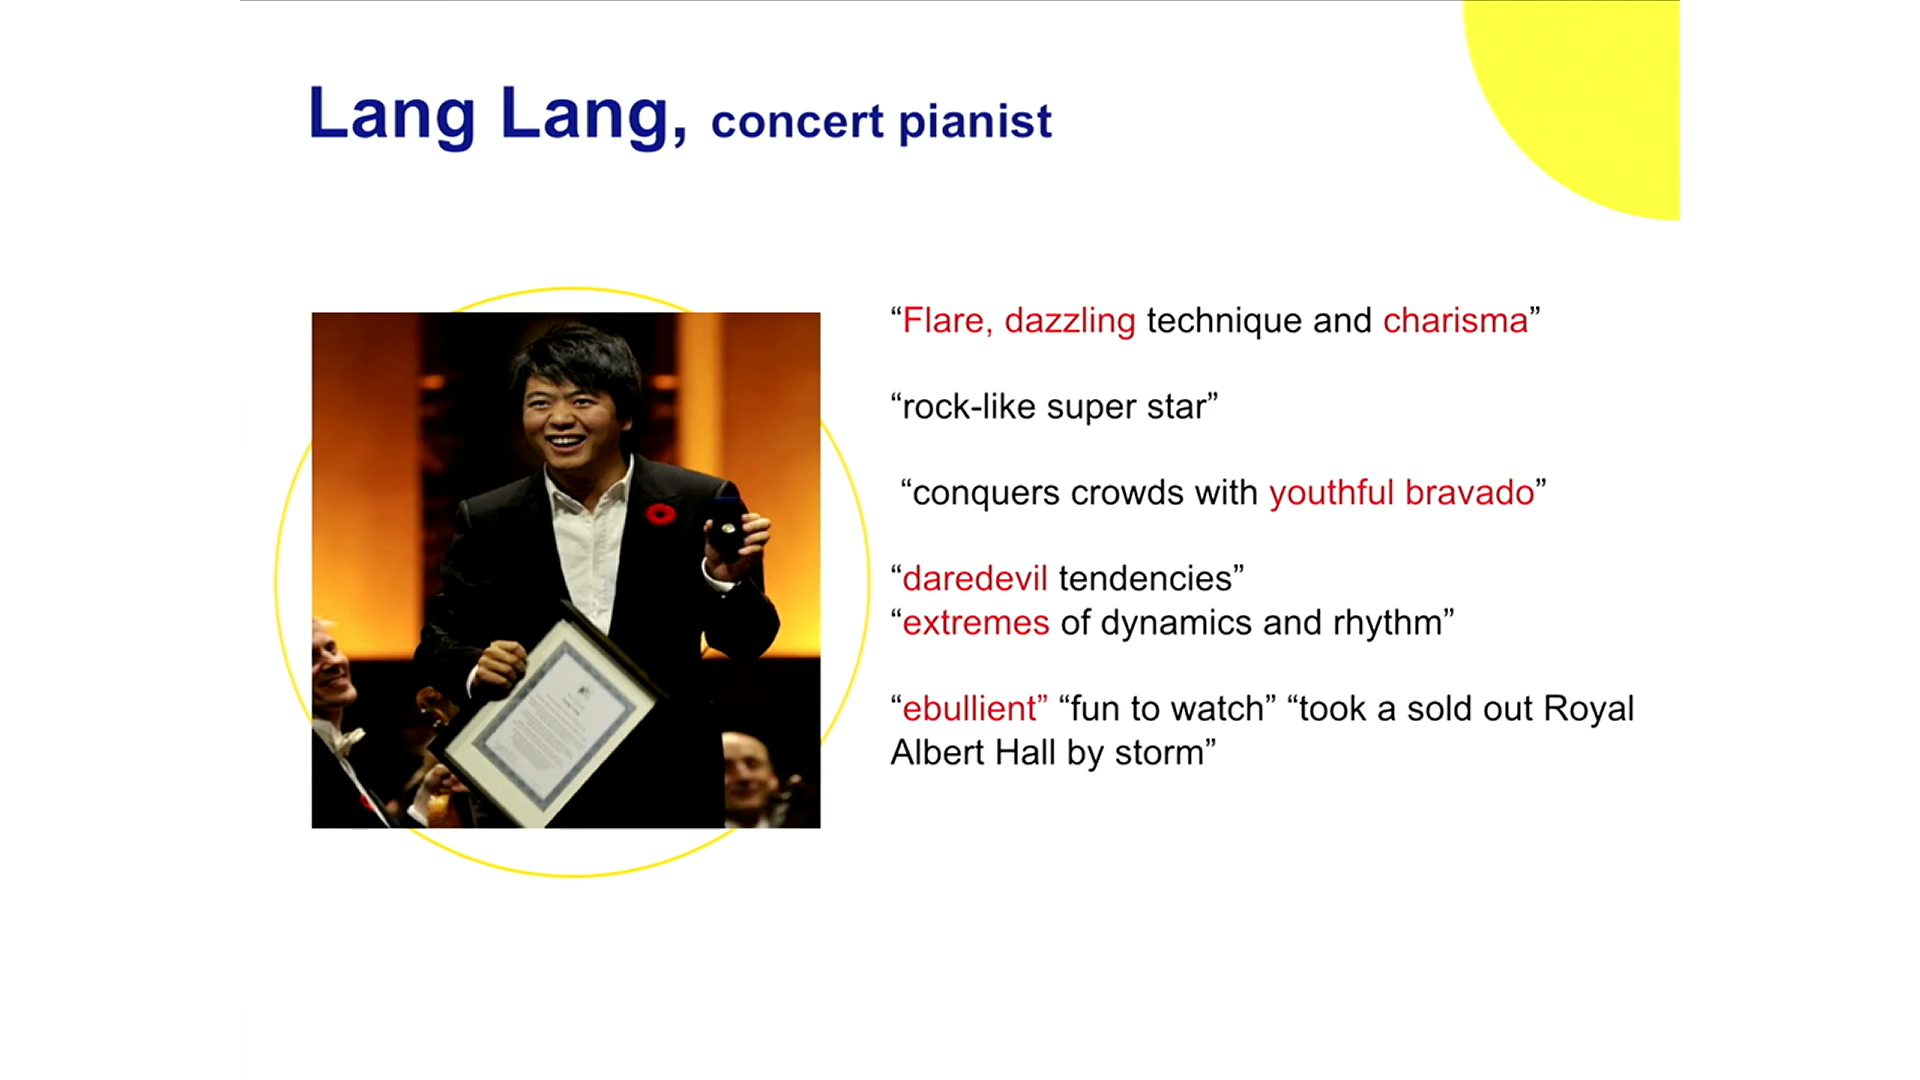 Lang Lang, concert pianist
“Flare, dazzling technique and charisma”
“rock-like super star”
“conquers crowds with youthful bravado”
“daredevil tendencies”
“extremes of dynamics and rhythm”
“ebullient” “fun to watch” “took a sold out Royal
Albert Hall by storm”